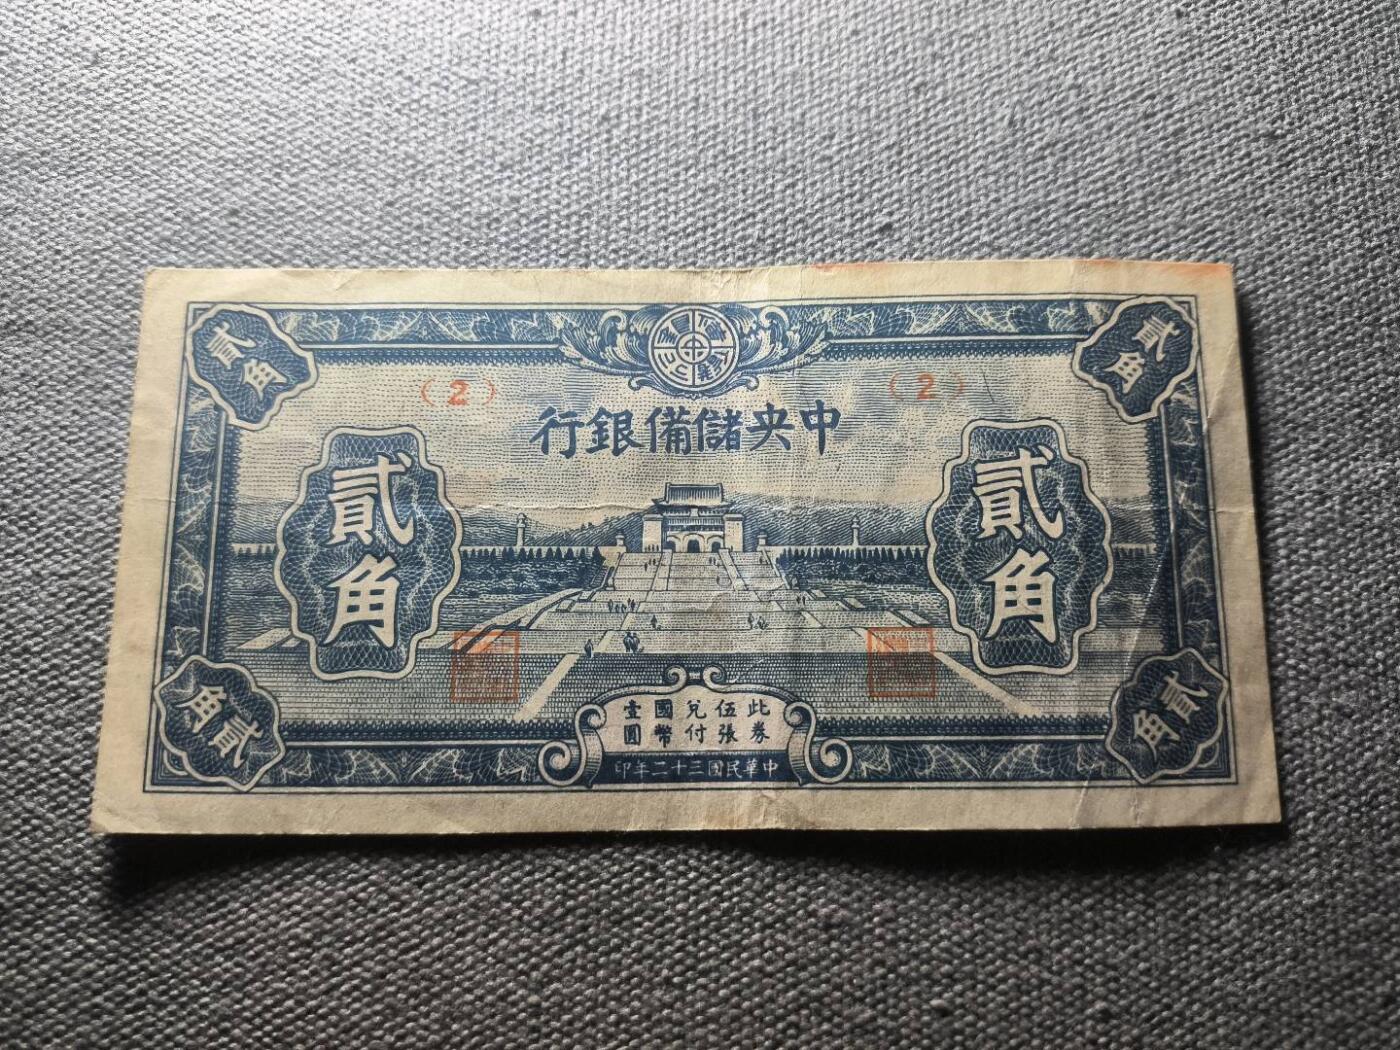 貳角
貳角
(2)
(2)
中央儲備銀行
貳角
貳角
此券伍張兌付國幣壹圓
中華民國三十二年印
貳角
貳角